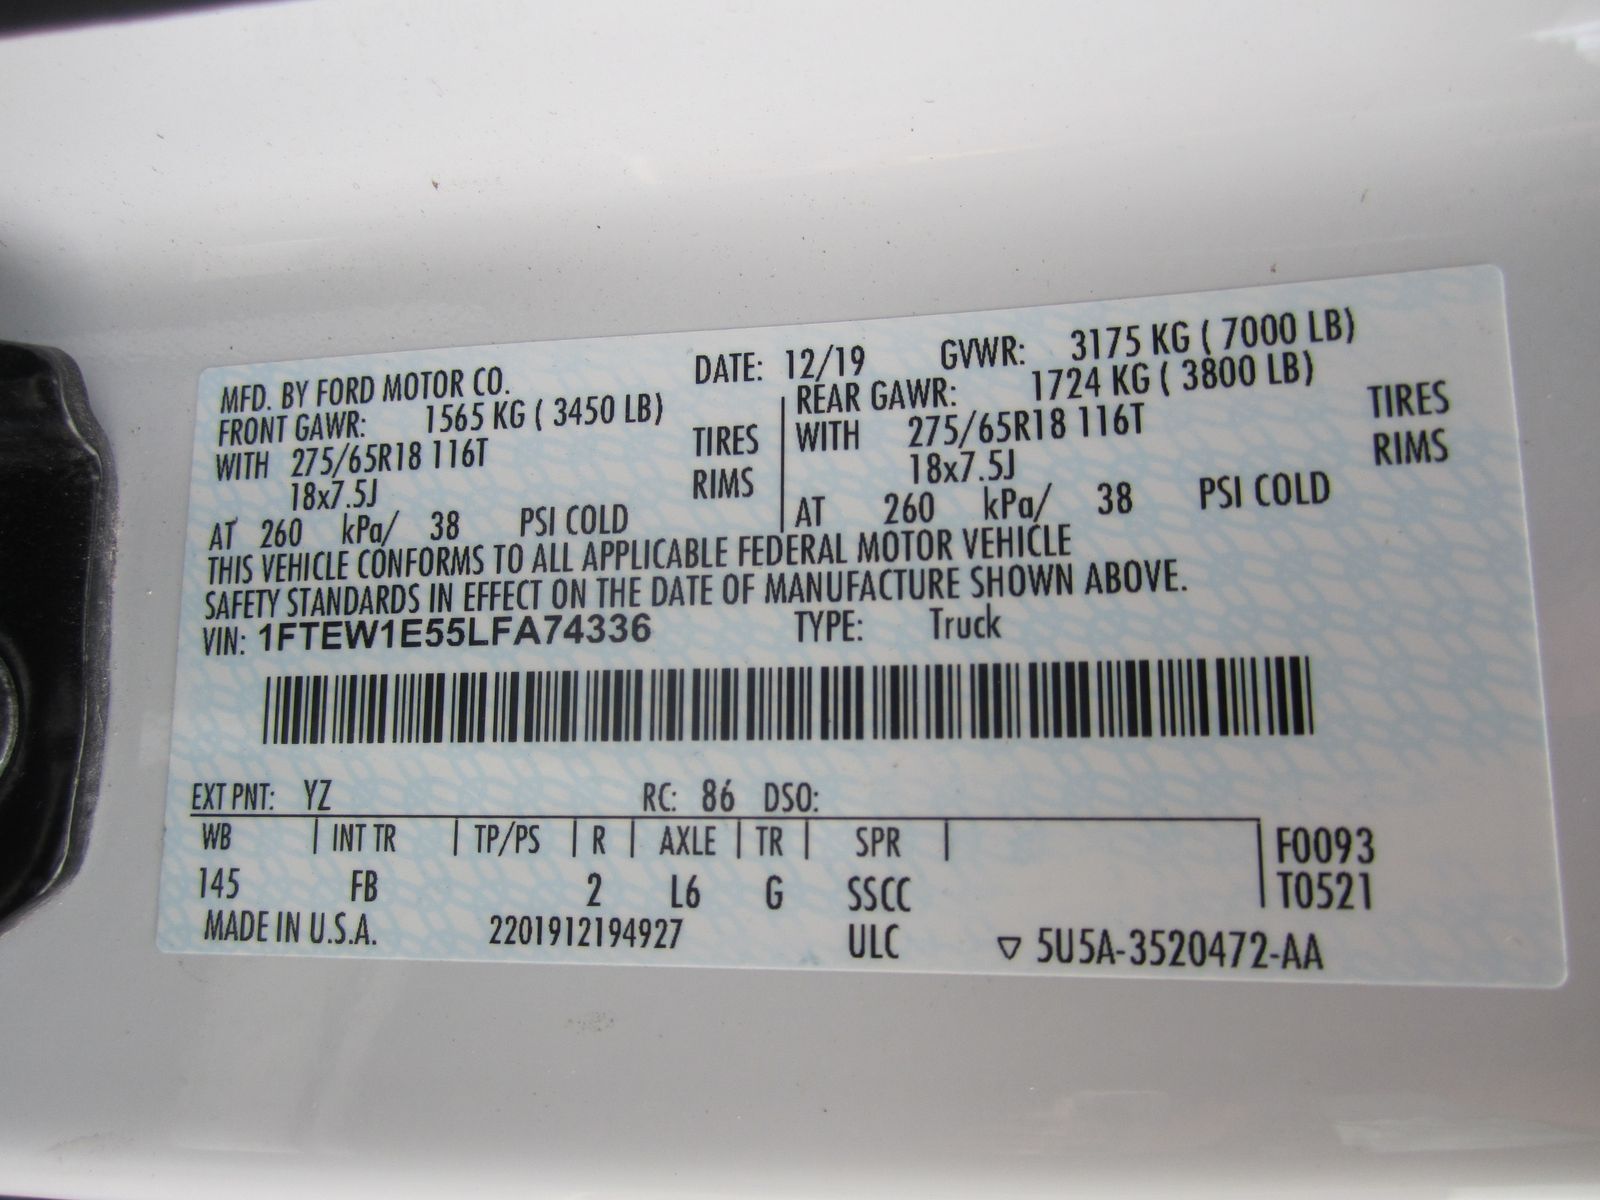 MFD. BY FORD MOTOR CO. DATE: 12/19 GVWR: 3175 KG ( 7000 LB)
FRONT GAWR: 1565 KG ( 3450 LB) REAR GAWR: 1724 KG ( 3800 LB)
WITH 275/65R18 116T TIRES WITH 275/65R18 116T TIRES
18x7.5J RIMS 18x7.5J RIMS
AT 260 kPa/ 38 PSI COLD AT 260 kPa/ 38 PSI COLD
THIS VEHICLE CONFORMS TO ALL APPLICABLE FEDERAL MOTOR VEHICLE
SAFETY STANDARDS IN EFFECT ON THE DATE OF MANUFACTURE SHOWN ABOVE.
VIN: 1FTEW1E55LFA74336 TYPE: Truck
EXT PNT: YZ RC: 86 DSO:
WB INT TR TP/PS R AXLE TR SPR F0093
145 FB 2 L6 G SSCC T0521
MADE IN U.S.A. 2201912194927 ULC ▽ 5U5A-3520472-AA